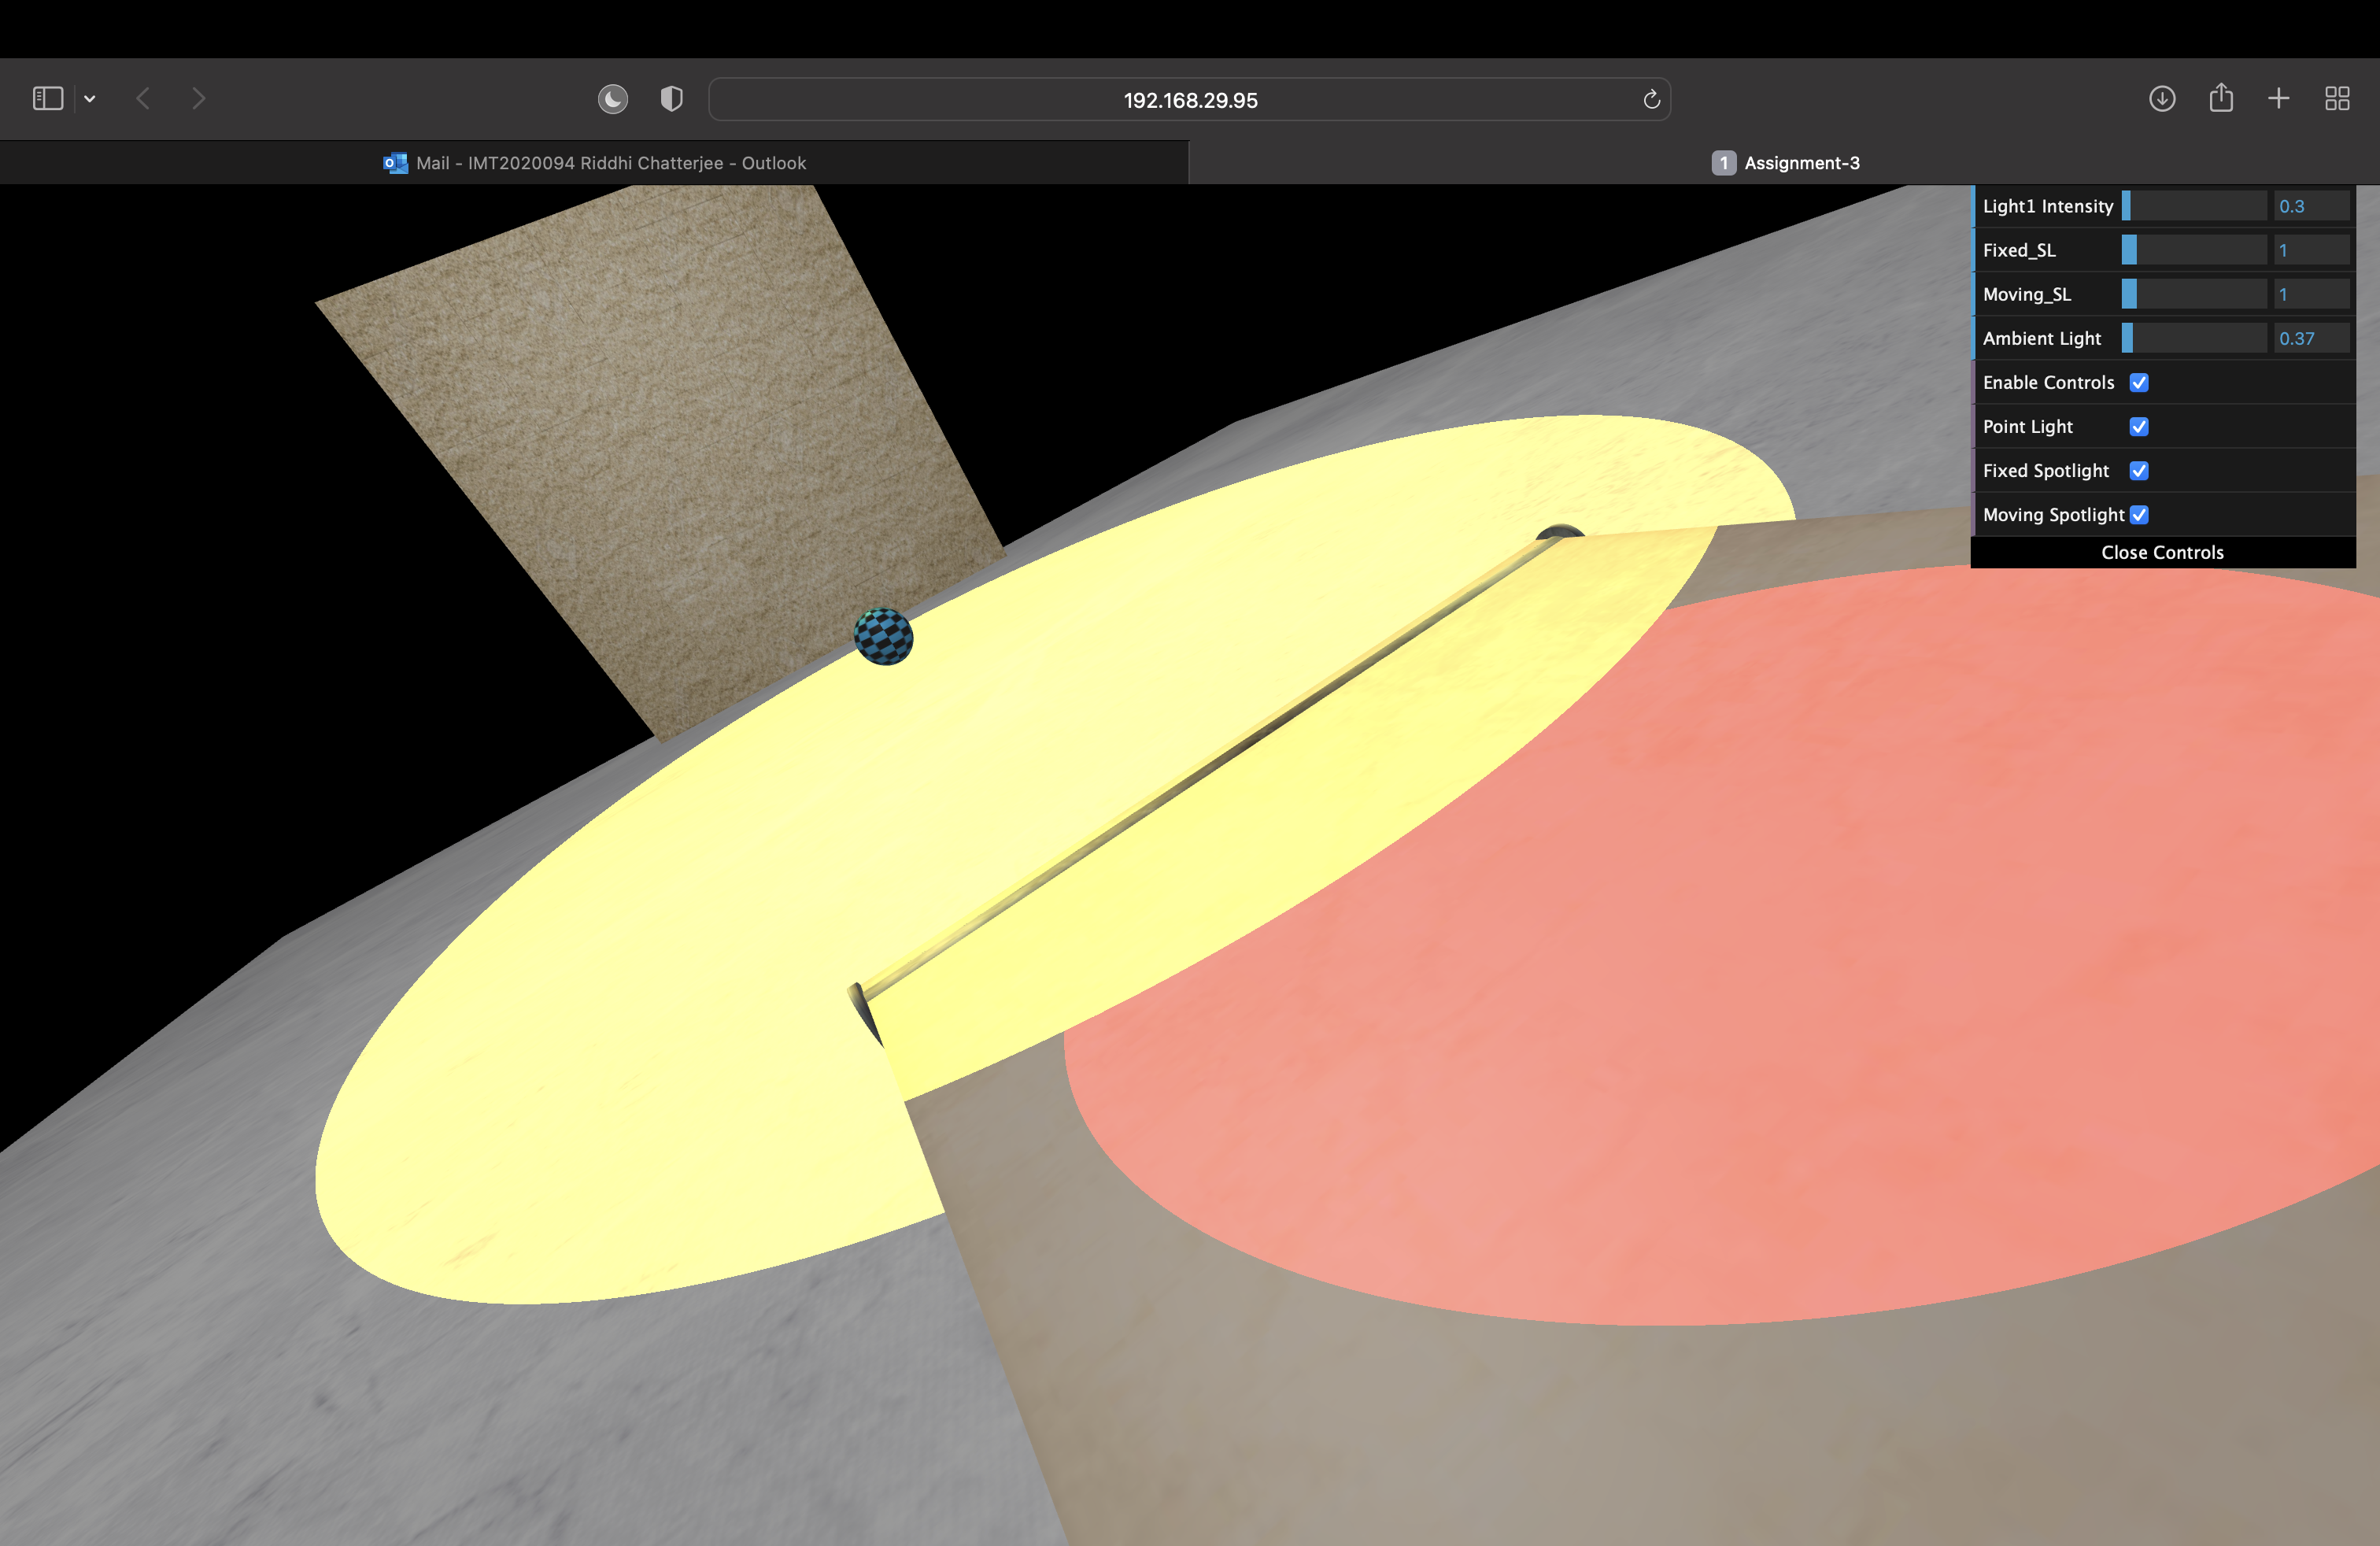 192.168.29.95
Mail - IMT2020094 Riddhi Chatterjee - Outlook
1 Assignment-3
Light1 Intensity 0.3
Fixed_SL 1
Moving_SL 1
Ambient Light 0.37
Enable Controls
Point Light
Fixed Spotlight
Moving Spotlight
Close Controls